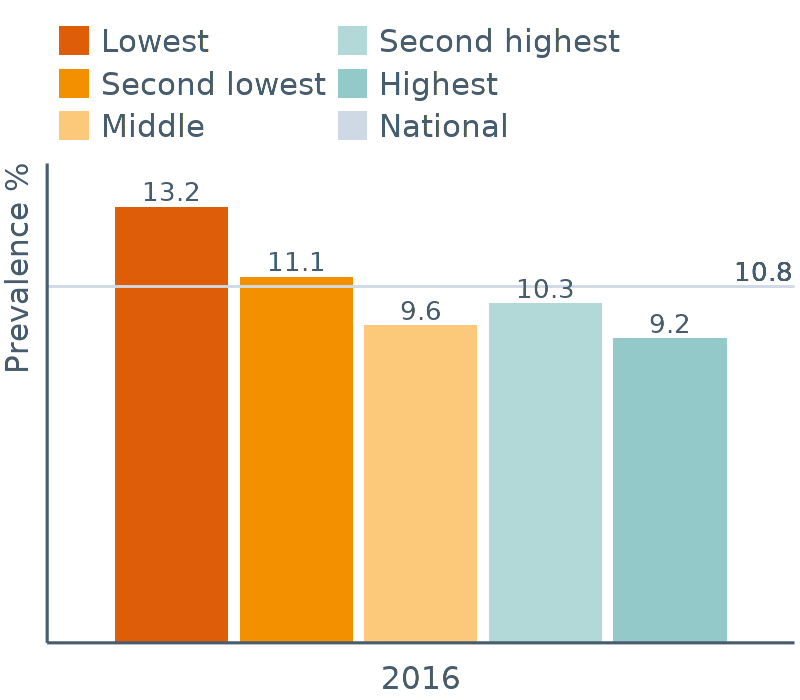 Lowest
Second lowest
Middle
Second highest
Highest
National
Prevalence %
13.2
11.1
9.6
10.3
9.2
10.8
2016